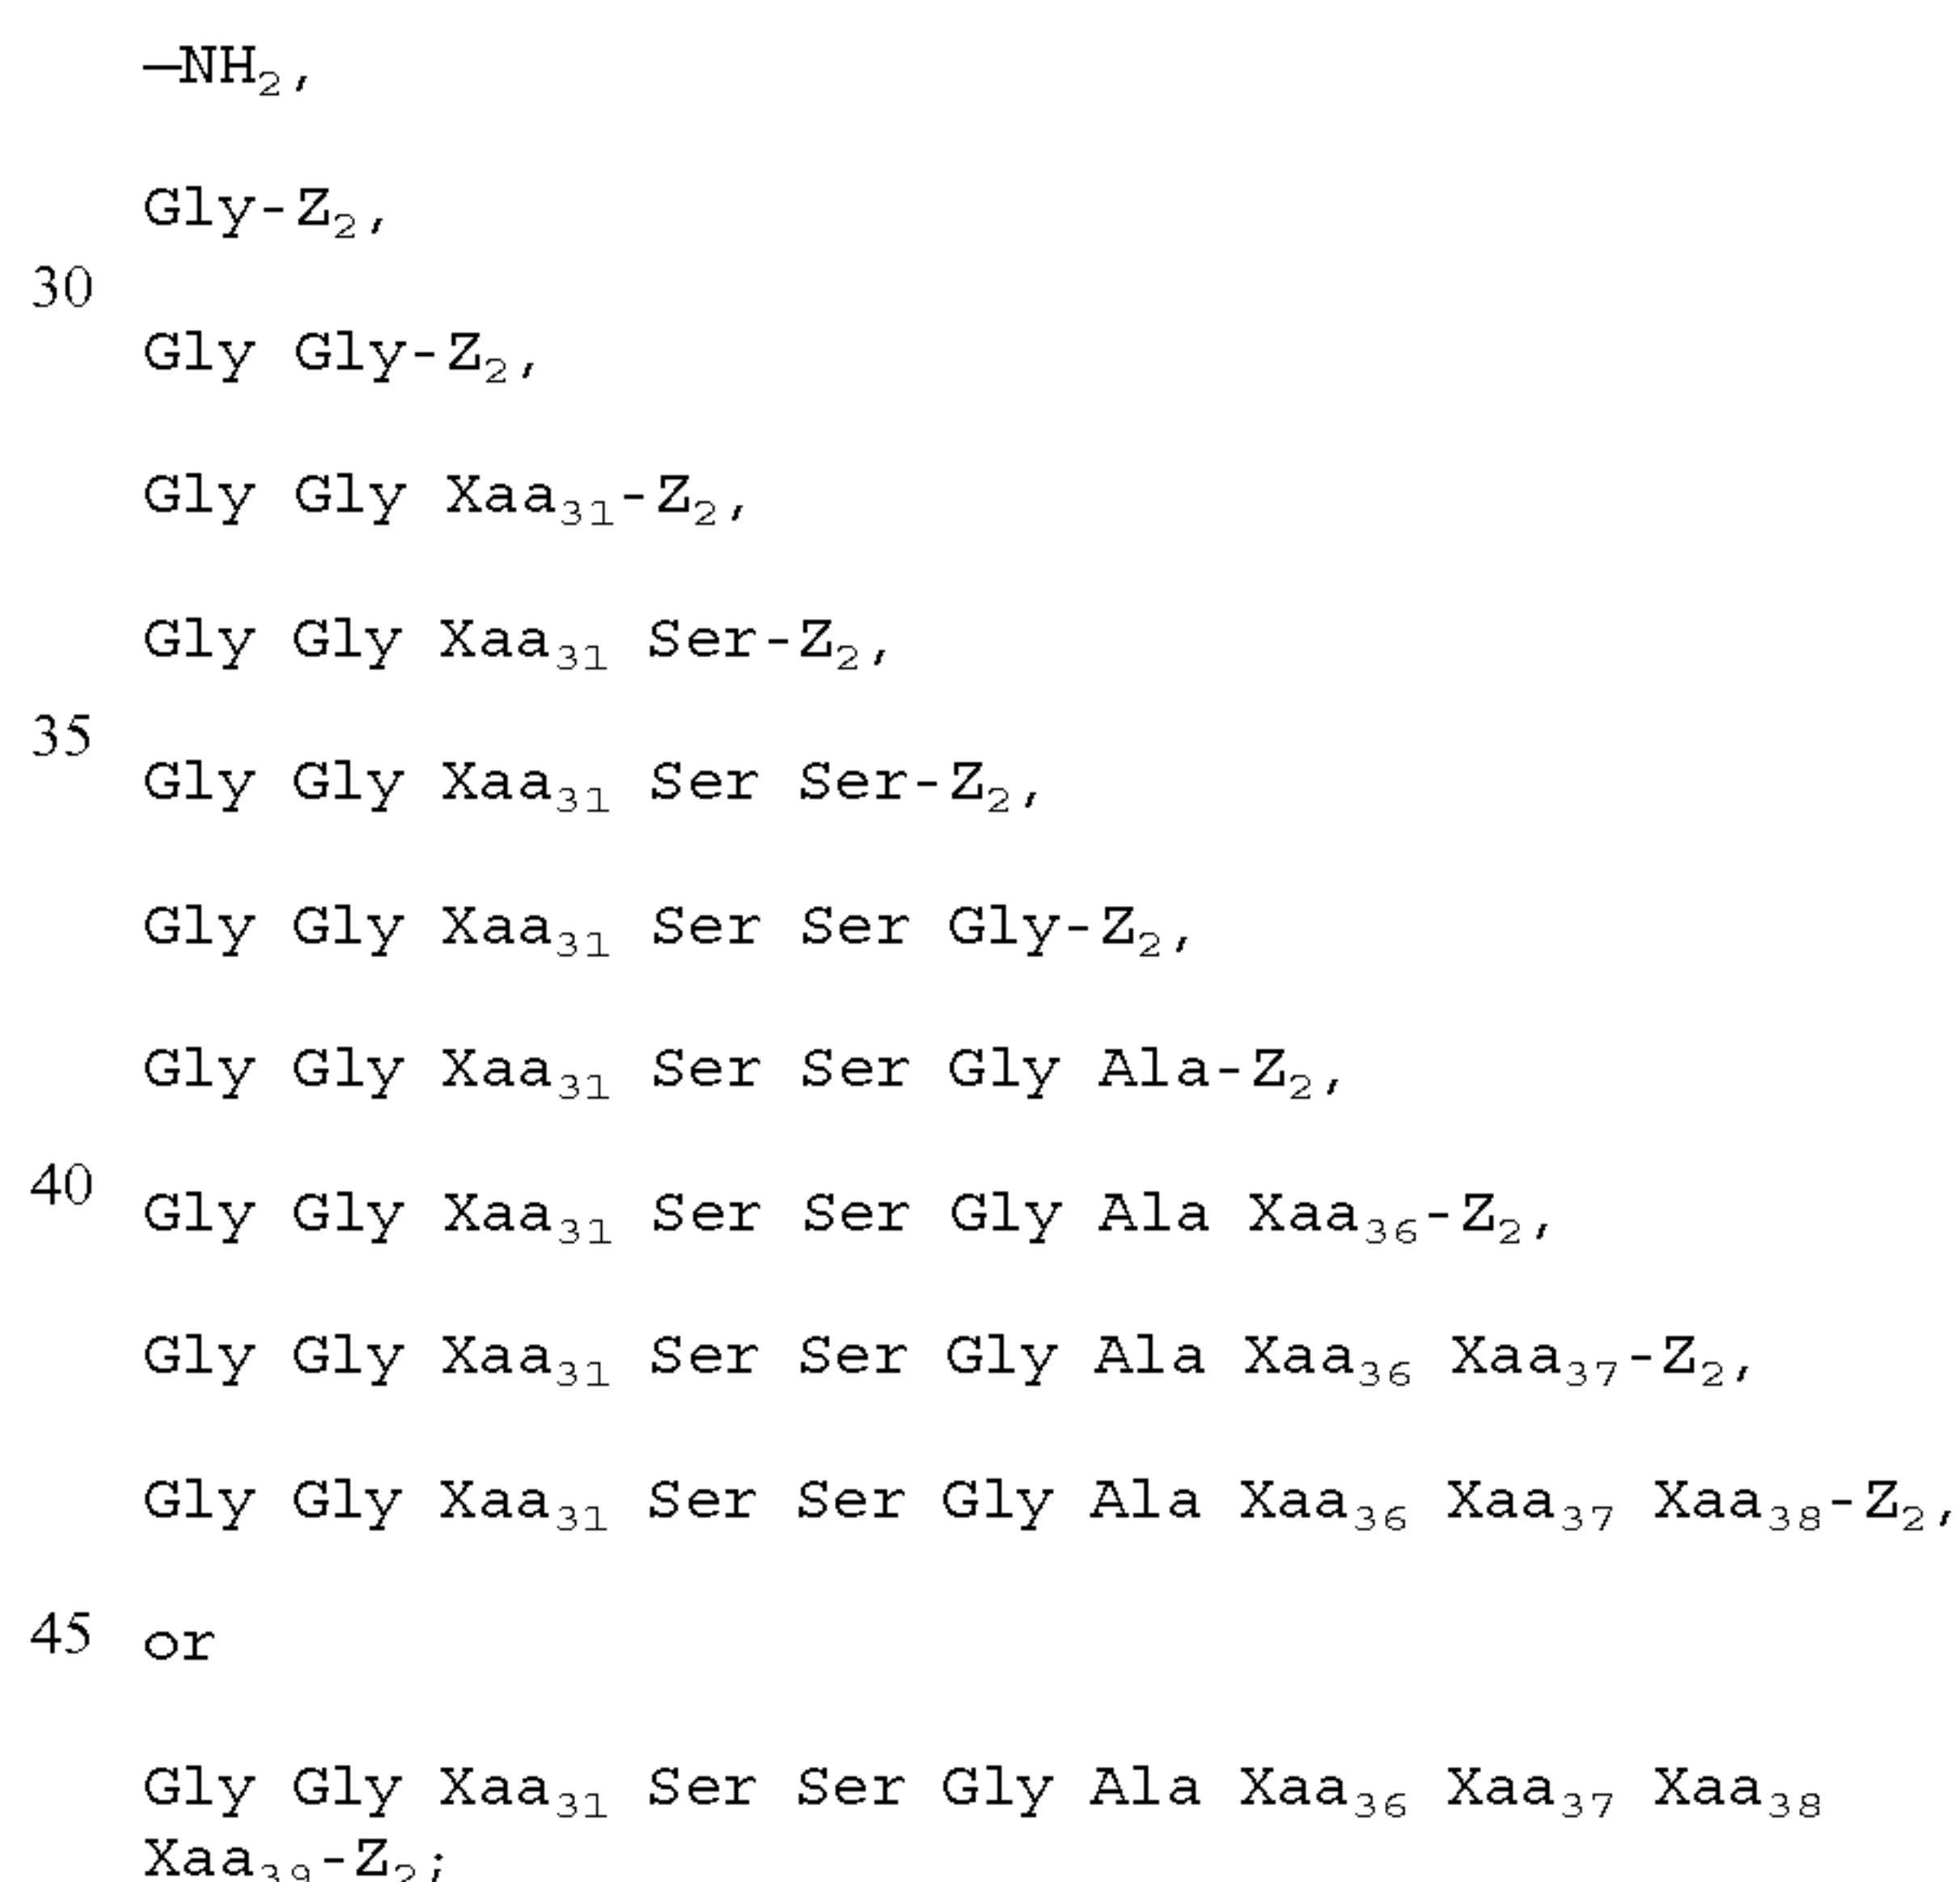 —NH₂,
Gly-Z₂,
30
Gly Gly-Z₂,
Gly Gly Xaa₃₁-Z₂,
Gly Gly Xaa₃₁ Ser-Z₂,
35
Gly Gly Xaa₃₁ Ser Ser-Z₂,
Gly Gly Xaa₃₁ Ser Ser Gly-Z₂,
Gly Gly Xaa₃₁ Ser Ser Gly Ala-Z₂,
40 Gly Gly Xaa₃₁ Ser Ser Gly Ala Xaa₃₆-Z₂,
Gly Gly Xaa₃₁ Ser Ser Gly Ala Xaa₃₆ Xaa₃₇-Z₂,
Gly Gly Xaa₃₁ Ser Ser Gly Ala Xaa₃₆ Xaa₃₇ Xaa₃₈-Z₂,
45 or
Gly Gly Xaa₃₁ Ser Ser Gly Ala Xaa₃₆ Xaa₃₇ Xaa₃₈
Xaa₃₉-Z₂;